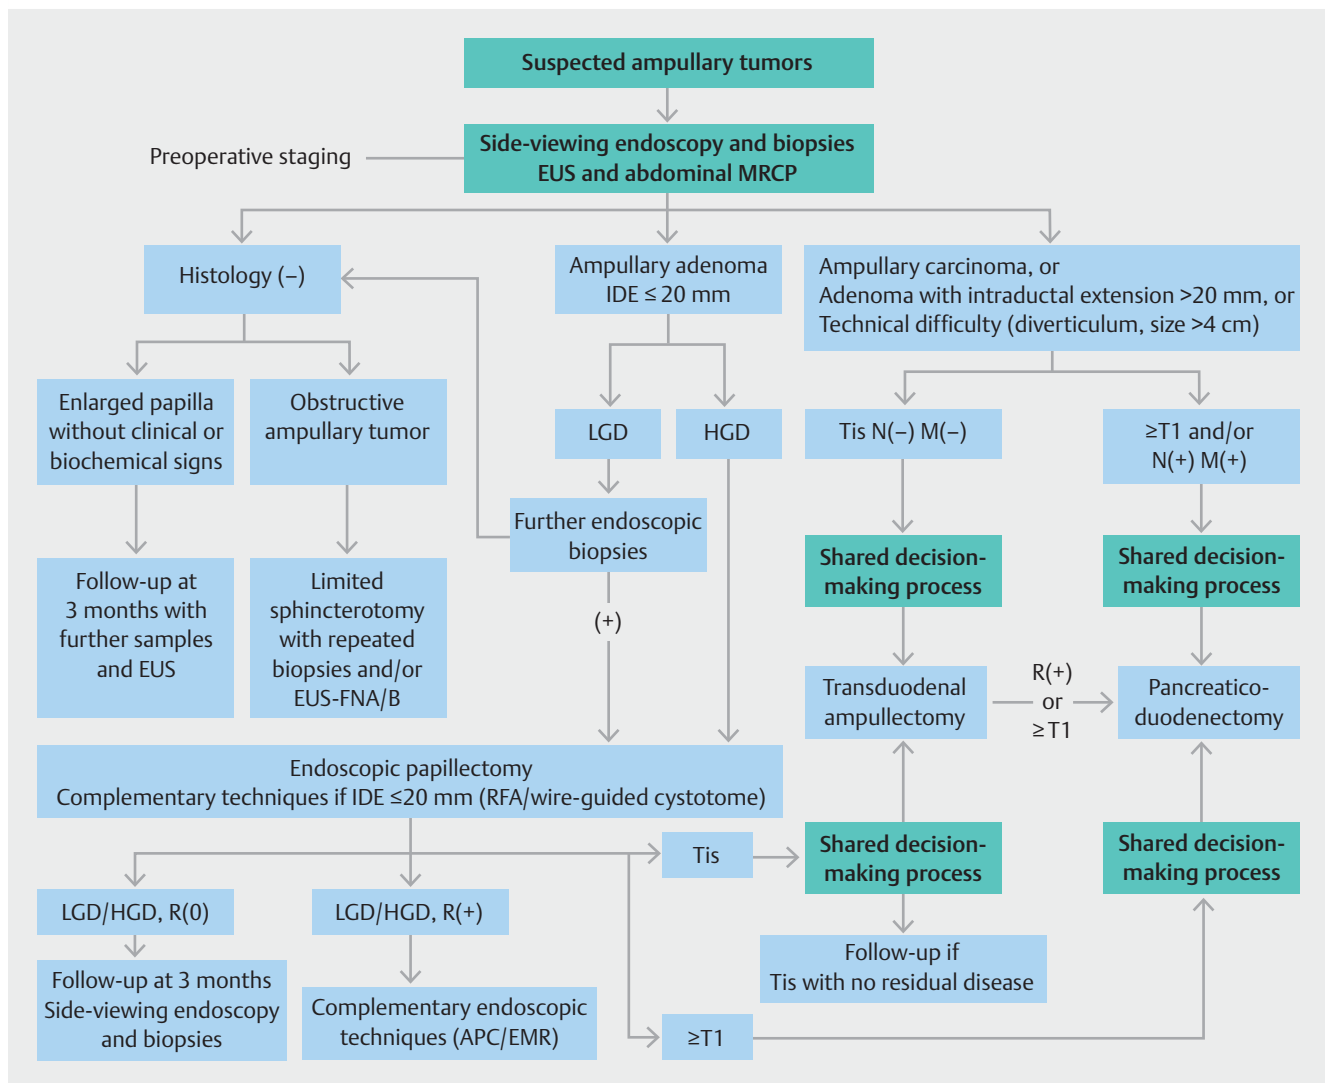 Suspected ampullary tumors
Preoperative staging
Side-viewing endoscopy and biopsies
EUS and abdominal MRCP
Histology (–)
Ampullary adenoma
IDE ≤ 20 mm
Ampullary carcinoma, or
Adenoma with intraductal extension >20 mm, or
Technical difficulty (diverticulum, size >4 cm)
Enlarged papilla
without clinical or
biochemical signs
Obstructive
ampullary tumor
LGD
HGD
Tis N(–) M(–)
≥T1 and/or
N(+) M(+)
Further endoscopic
biopsies
Shared decision-
making process
Shared decision-
making process
Follow-up at
3 months with
further samples
and EUS
Limited
sphincterotomy
with repeated
biopsies and/or
EUS-FNA/B
(+)
Transduodenal
ampullectomy
R(+)
or
≥T1
Pancreatico-
duodenectomy
Endoscopic papillectomy
Complementary techniques if IDE ≤20 mm (RFA/wire-guided cystotome)
Tis
Shared decision-
making process
Shared decision-
making process
LGD/HGD, R(0)
LGD/HGD, R(+)
Follow-up if
Tis with no residual disease
Follow-up at 3 months
Side-viewing endoscopy
and biopsies
Complementary endoscopic
techniques (APC/EMR)
≥T1